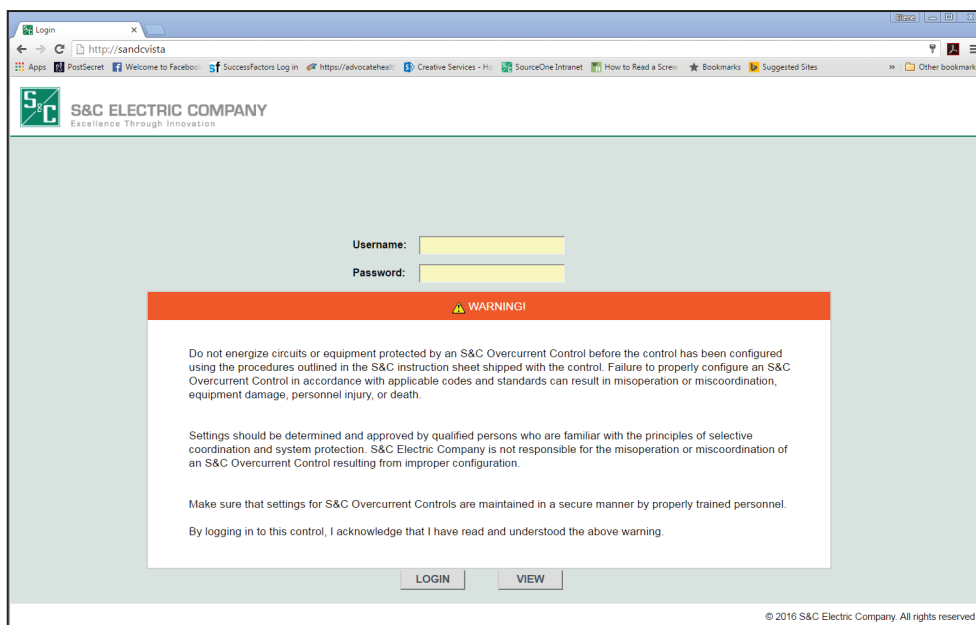 Login
Elene
http://sandcvista
Apps PostSecret Welcome to Faceboo SuccessFactors Log in https://advocatehealt Creative Services - Ho SourceOne Intranet How to Read a Screw Bookmarks Suggested Sites » Other bookmark
S&C
S&C ELECTRIC COMPANY
Excellence Through Innovation
Username:
Password:
WARNING!
Do not energize circuits or equipment protected by an S&C Overcurrent Control before the control has been configured
using the procedures outlined in the S&C instruction sheet shipped with the control. Failure to properly configure an S&C
Overcurrent Control in accordance with applicable codes and standards can result in misoperation or miscoordination,
equipment damage, personnel injury, or death.
Settings should be determined and approved by qualified persons who are familiar with the principles of selective
coordination and system protection. S&C Electric Company is not responsible for the misoperation or miscoordination of
an S&C Overcurrent Control resulting from improper configuration.
Make sure that settings for S&C Overcurrent Controls are maintained in a secure manner by properly trained personnel.
By logging in to this control, I acknowledge that I have read and understood the above warning.
LOGIN VIEW
© 2016 S&C Electric Company. All rights reserved